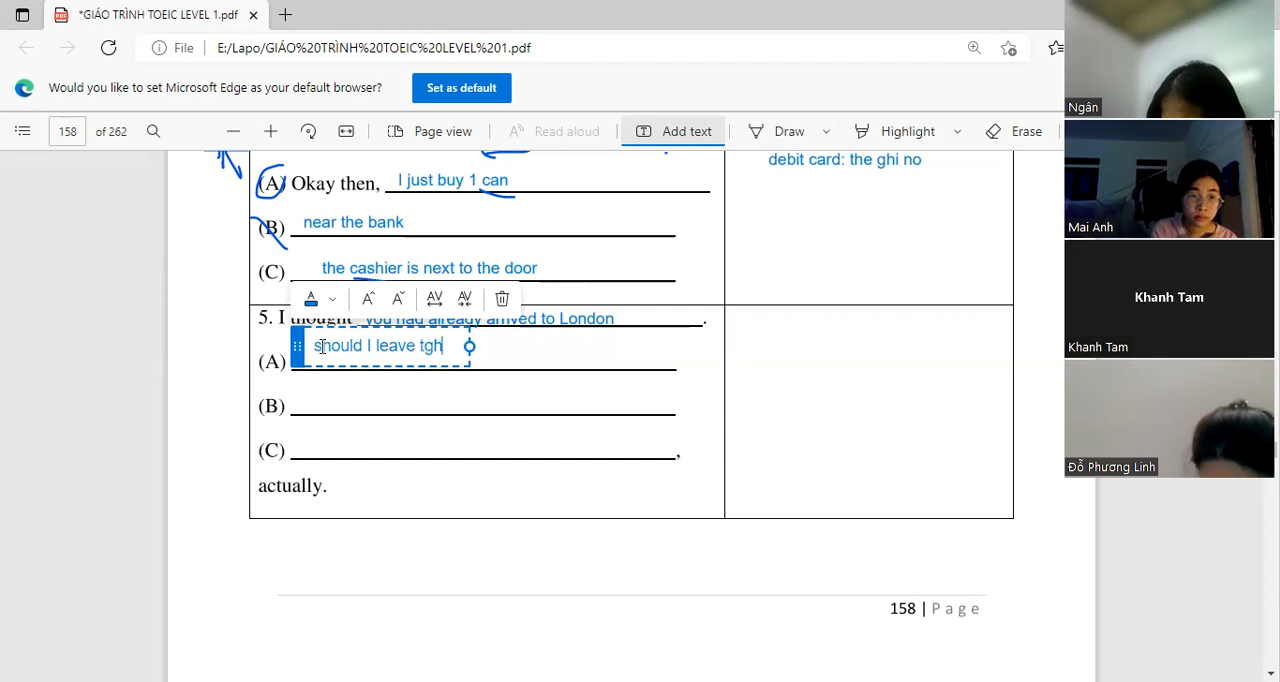 *GIÁO TRÌNH TOEIC LEVEL 1.pdf
File E:/Lapo/GIÁO%20TRÌNH%20TOEIC%20LEVEL%201.pdf
Would you like to set Microsoft Edge as your default browser? Set as default
158 of 262 Page view Read aloud Add text Draw Highlight Erase
debit card: the ghi no
(A) Okay then, I just buy 1 can
(B) near the bank
(C) the cashier is next to the door
5. I thought you had already arrived to London.
(A) should I leave tgh
(B)
(C) ,
actually.
158 | Page
Ngân
Mai Anh
Khanh Tam
Khanh Tam
Đỗ Phương Linh